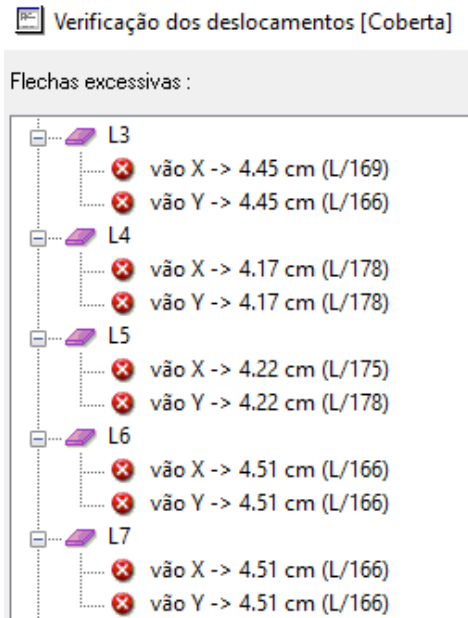 Verificação dos deslocamentos [Coberta]
Flechas excessivas :
L3
vão X -> 4.45 cm (L/169)
vão Y -> 4.45 cm (L/166)
L4
vão X -> 4.17 cm (L/178)
vão Y -> 4.17 cm (L/178)
L5
vão X -> 4.22 cm (L/175)
vão Y -> 4.22 cm (L/178)
L6
vão X -> 4.51 cm (L/166)
vão Y -> 4.51 cm (L/166)
L7
vão X -> 4.51 cm (L/166)
vão Y -> 4.51 cm (L/166)